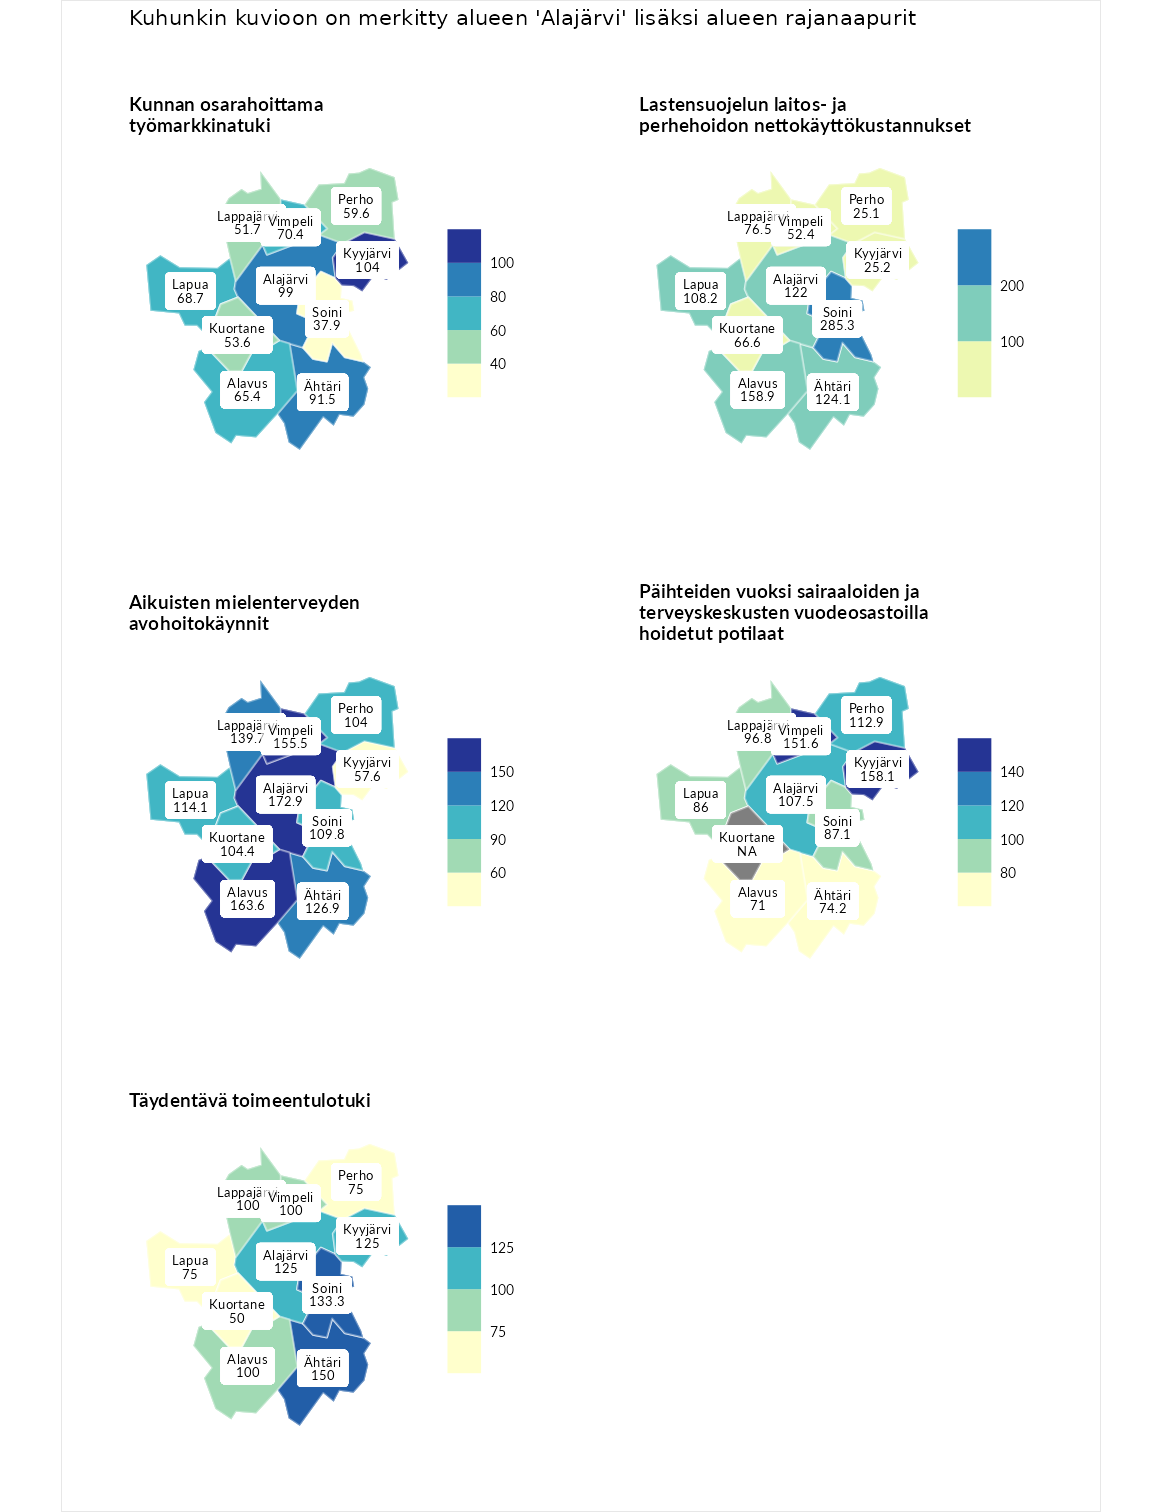 Kuhunkin kuvioon on merkitty alueen 'Alajärvi' lisäksi alueen rajanaapurit
Kunnan osarahoittama
työmarkkinatuki
Perho
59.6
Lappajärvi
51.7
Vimpeli
70.4
Kyyjärvi
104
Alajärvi
99
Lapua
68.7
Soini
37.9
Kuortane
53.6
Alavus
65.4
Ähtäri
91.5
100
80
60
40
Lastensuojelun laitos- ja
perhehoidon nettokäyttökustannukset
Perho
25.1
Lappajärvi
76.5
Vimpeli
52.4
Kyyjärvi
25.2
Alajärvi
122
Lapua
108.2
Soini
285.3
Kuortane
66.6
Alavus
158.9
Ähtäri
124.1
200
100
Aikuisten mielenterveyden
avohoitokäynnit
Perho
104
Lappajärvi
139.7
Vimpeli
155.5
Kyyjärvi
57.6
Alajärvi
172.9
Lapua
114.1
Soini
109.8
Kuortane
104.4
Alavus
163.6
Ähtäri
126.9
150
120
90
60
Päihteiden vuoksi sairaaloiden ja
terveyskeskusten vuodeosastoilla
hoidetut potilaat
Perho
112.9
Lappajärvi
96.8
Vimpeli
151.6
Kyyjärvi
158.1
Alajärvi
107.5
Lapua
86
Soini
87.1
Kuortane
NA
Alavus
71
Ähtäri
74.2
140
120
100
80
Täydentävä toimeentulotuki
Perho
75
Lappajärvi
100
Vimpeli
100
Kyyjärvi
125
Alajärvi
125
Lapua
75
Soini
133.3
Kuortane
50
Alavus
100
Ähtäri
150
125
100
75